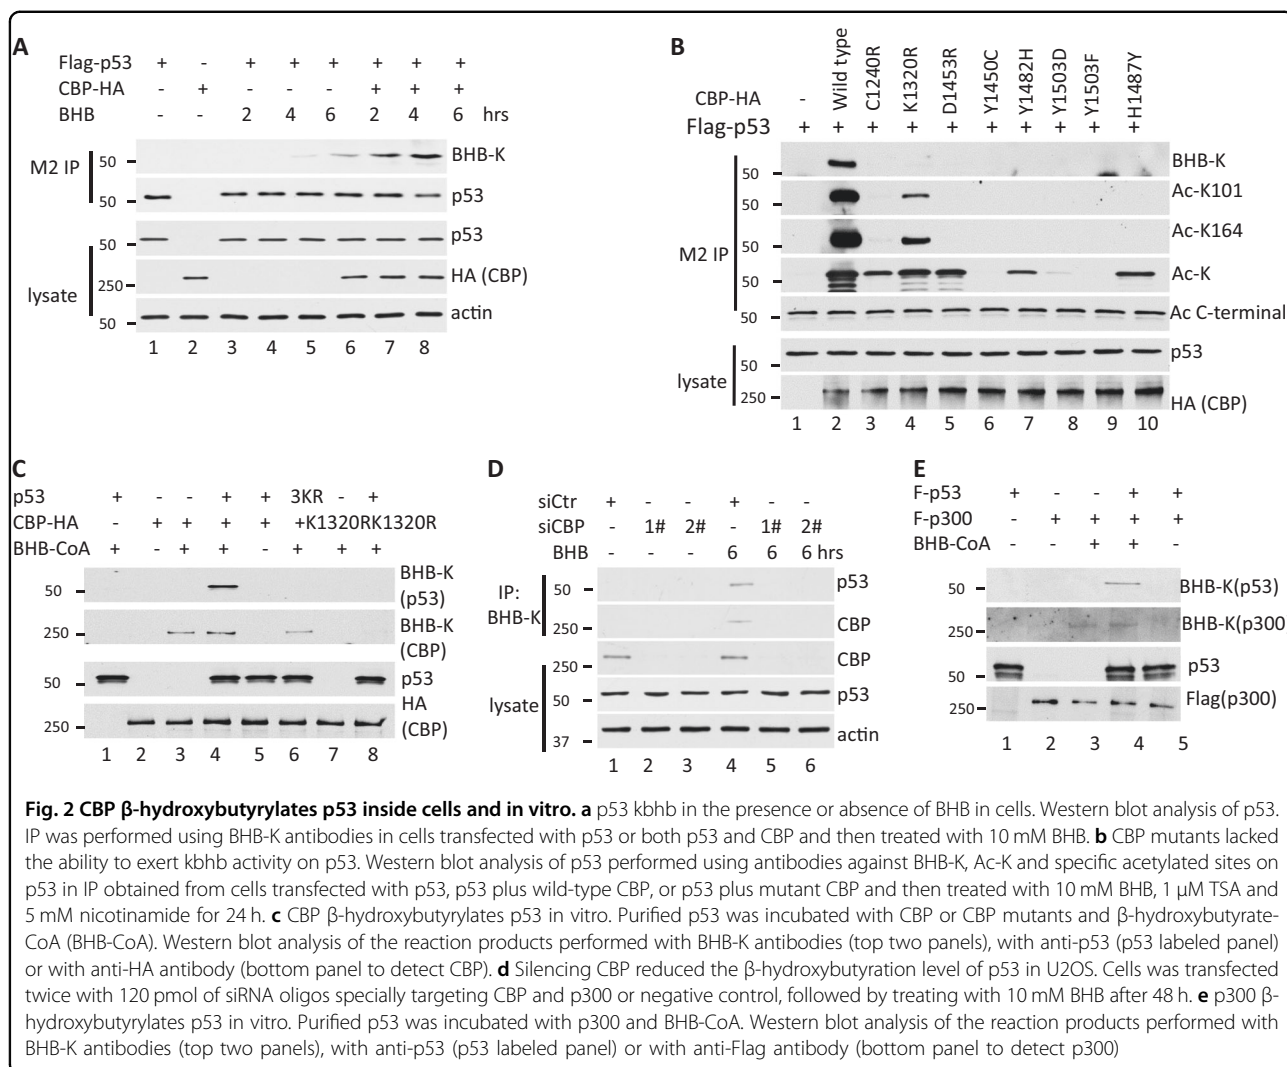 A
Flag-p53 + - + + + + + +
CBP-HA - + - - - + + +
BHB - - 2 4 6 2 4 6 hrs
M2 IP
50 BHB-K
50 p53
lysate
50 p53
250 HA (CBP)
50 actin
1 2 3 4 5 6 7 8
B
CBP-HA - Wild type C1240R K1320R D1453R Y1450C Y1482H Y1503D Y1503F H1487Y
+ + + + + + + + +
Flag-p53 + + + + + + + + +
M2 IP
50 BHB-K
50 Ac-K101
50 Ac-K164
Ac-K
50 Ac C-terminal
lysate
50 p53
250 HA (CBP)
1 2 3 4 5 6 7 8 9 10
C
p53 + - - + + 3KR - +
CBP-HA - + + + + +K1320RK1320R
BHB-CoA + - + + - + + +
50 BHB-K
(p53)
250 BHB-K
(CBP)
50 p53
250 HA
(CBP)
1 2 3 4 5 6 7 8
D
siCtr + - - + - -
siCBP - 1# 2# - 1# 2#
BHB - - - 6 6 6 hrs
IP:
BHB-K
50 p53
250 CBP
lysate
250 CBP
50 p53
37 actin
1 2 3 4 5 6
E
F-p53 + - - + +
F-p300 - + + + +
BHB-CoA - - + + -
50 BHB-K(p53)
250 BHB-K(p300
50 p53
250 Flag(p300)
1 2 3 4 5
Fig. 2 CBP β-hydroxybutyrylates p53 inside cells and in vitro. a p53 kbhb in the presence or absence of BHB in cells. Western blot analysis of p53.
IP was performed using BHB-K antibodies in cells transfected with p53 or both p53 and CBP and then treated with 10 mM BHB. b CBP mutants lacked
the ability to exert kbhb activity on p53. Western blot analysis of p53 performed using antibodies against BHB-K, Ac-K and specific acetylated sites on
p53 in IP obtained from cells transfected with p53, p53 plus wild-type CBP, or p53 plus mutant CBP and then treated with 10 mM BHB, 1 μM TSA and
5 mM nicotinamide for 24 h. c CBP β-hydroxybutyrylates p53 in vitro. Purified p53 was incubated with CBP or CBP mutants and β-hydroxybutyrate-
CoA (BHB-CoA). Western blot analysis of the reaction products performed with BHB-K antibodies (top two panels), with anti-p53 (p53 labeled panel)
or with anti-HA antibody (bottom panel to detect CBP). d Silencing CBP reduced the β-hydroxybutyration level of p53 in U2OS. Cells was transfected
twice with 120 pmol of siRNA oligos specially targeting CBP and p300 or negative control, followed by treating with 10 mM BHB after 48 h. e p300 β-
hydroxybutyrylates p53 in vitro. Purified p53 was incubated with p300 and BHB-CoA. Western blot analysis of the reaction products performed with
BHB-K antibodies (top two panels), with anti-p53 (p53 labeled panel) or with anti-Flag antibody (bottom panel to detect p300)